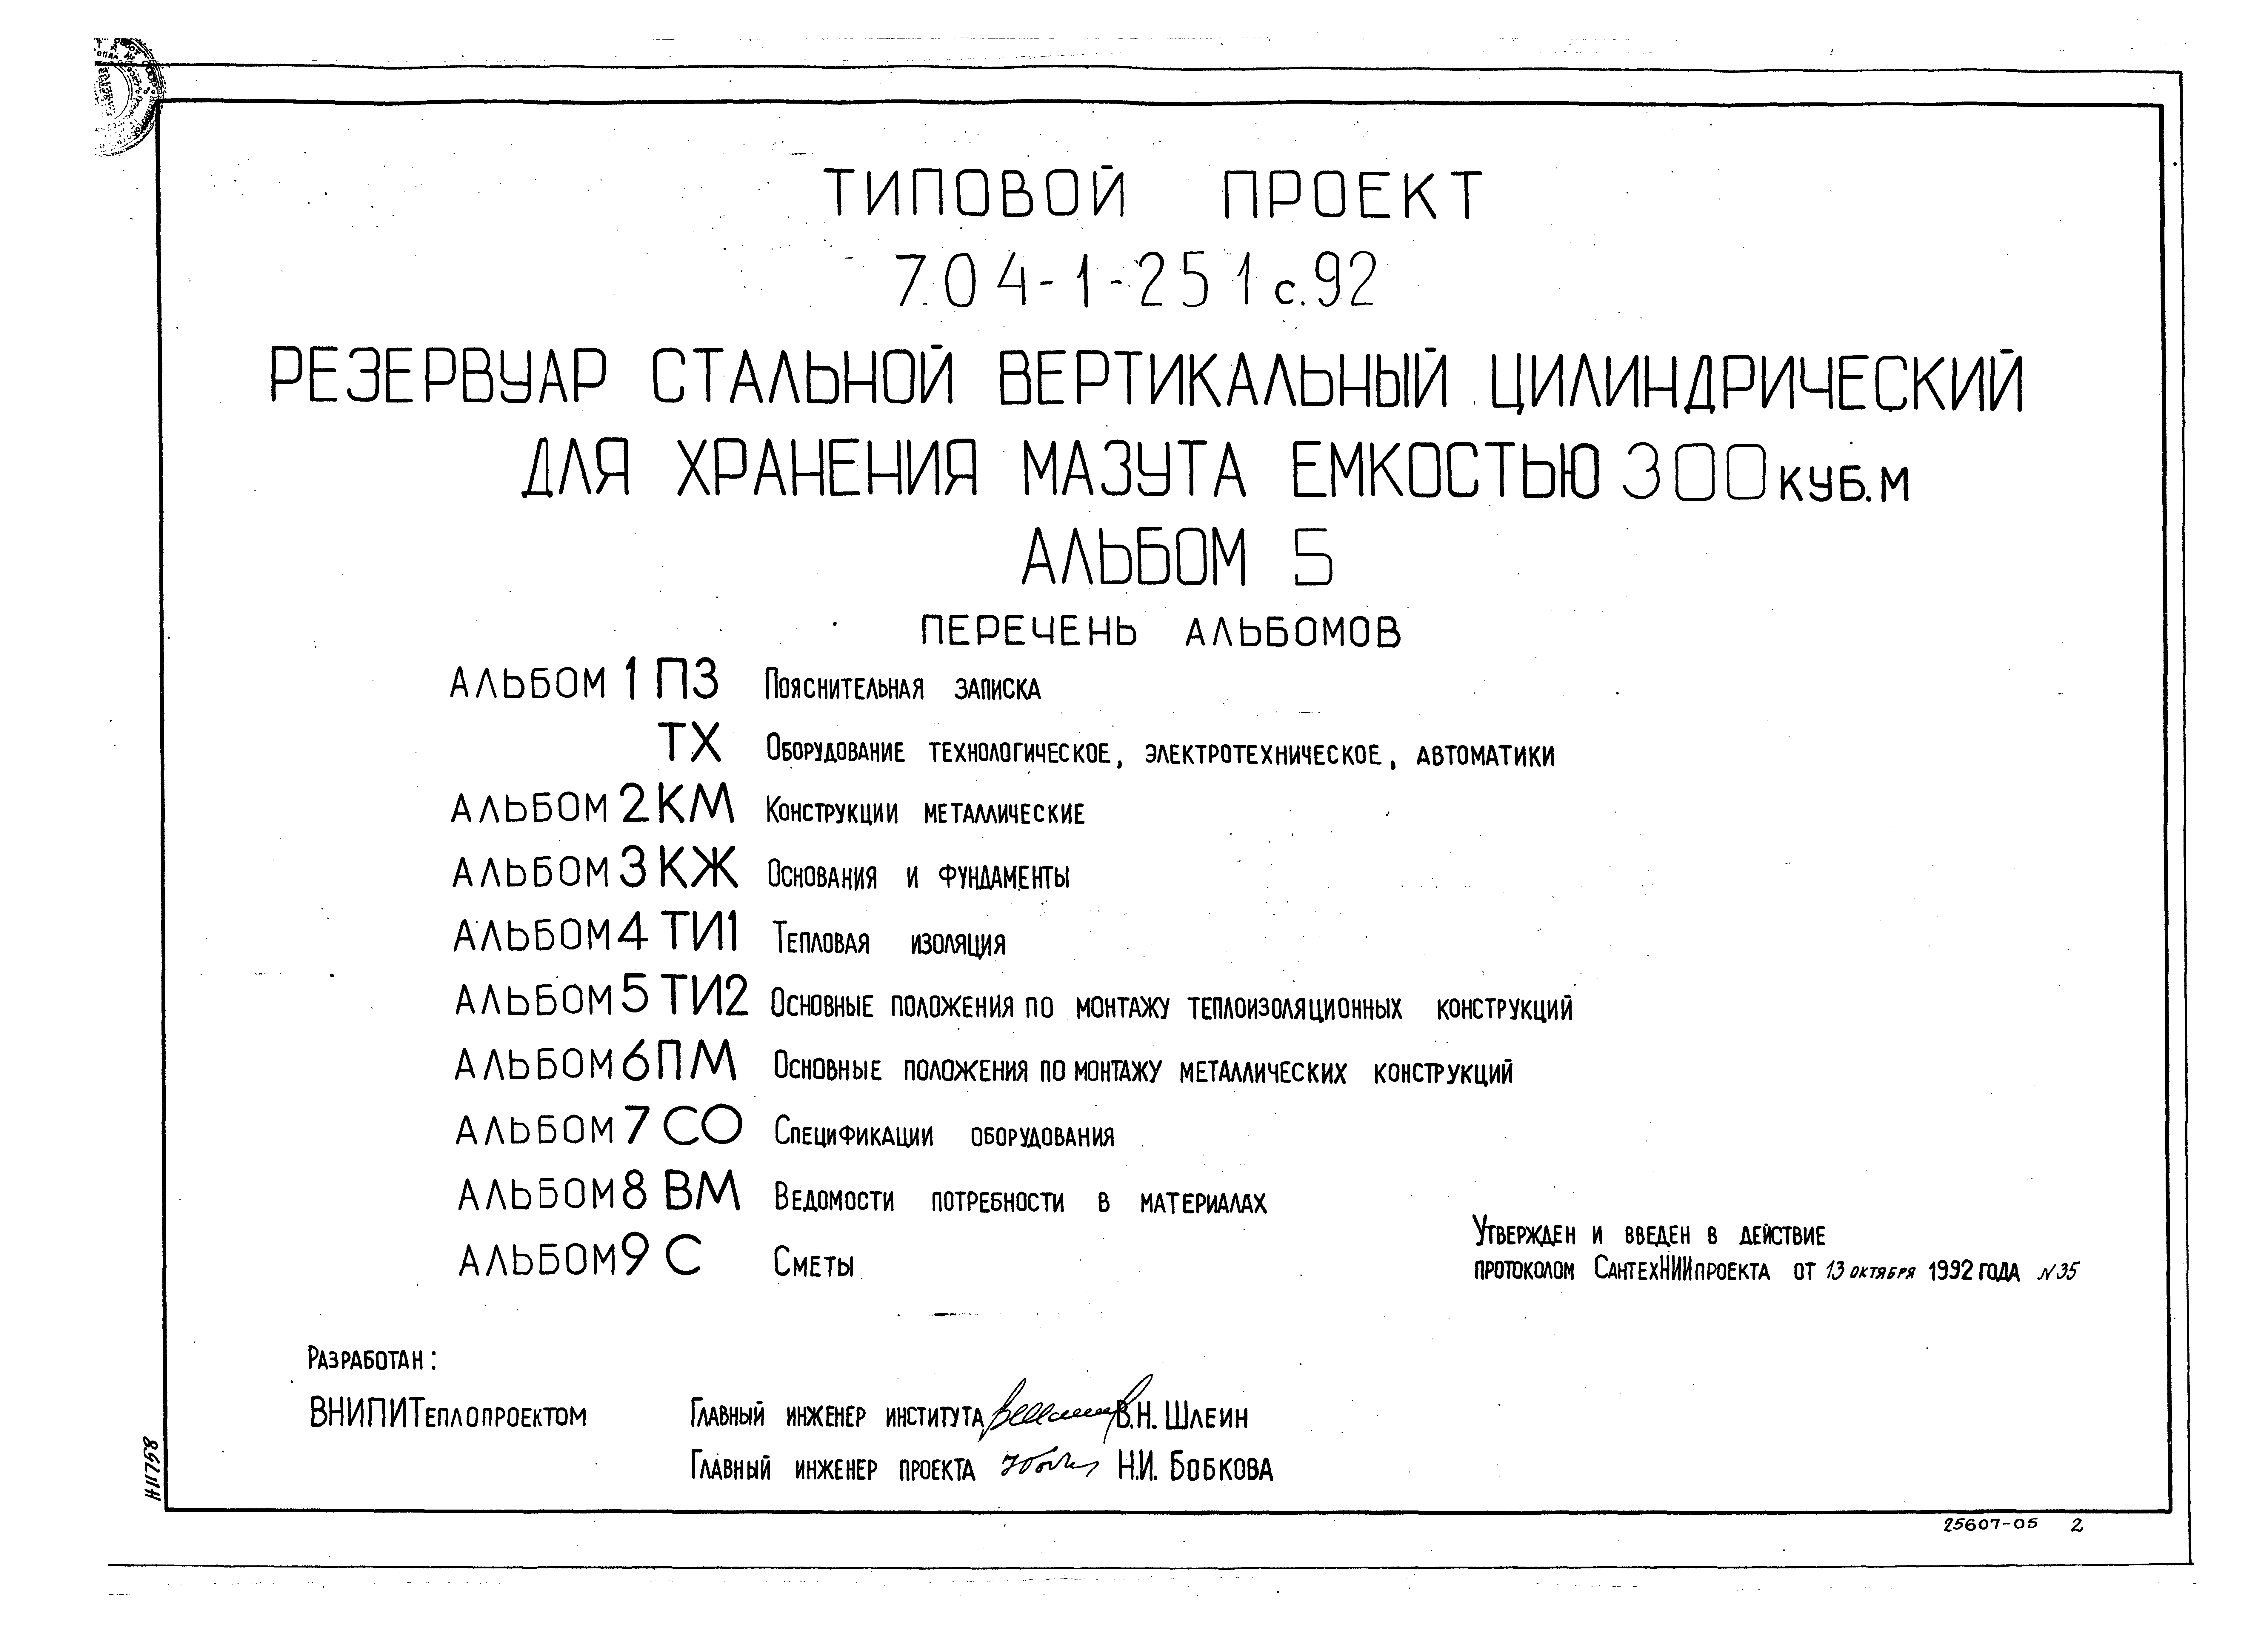 ТИПОВОЙ ПРОЕКТ
704-1-251с.92
РЕЗЕРВУАР СТАЛЬНОЙ ВЕРТИКАЛЬНЫЙ ЦИЛИНДРИЧЕСКИЙ
ДЛЯ ХРАНЕНИЯ МАЗУТА ЕМКОСТЬЮ 300 КУБ.М
АЛЬБОМ 5
ПЕРЕЧЕНЬ АЛЬБОМОВ
АЛЬБОМ 1 ПЗ Пояснительная записка
ТХ Оборудование технологическое, электротехническое, автоматики
АЛЬБОМ 2 КМ Конструкции металлические
АЛЬБОМ 3 КЖ Основания и фундаменты
АЛЬБОМ 4 ТИ1 Тепловая изоляция
АЛЬБОМ 5 ТИ2 Основные положения по монтажу теплоизоляционных конструкций
АЛЬБОМ 6 ПМ Основные положения по монтажу металлических конструкций
АЛЬБОМ 7 СО Спецификации оборудования
АЛЬБОМ 8 ВМ Ведомости потребности в материалах
АЛЬБОМ 9 С Сметы
Утвержден и введен в действие
протоколом СантехНИИпроекта от 13 октября 1992 года N 35
Разработан:
ВНИПИТеплопроектом Главный инженер института В.Н. Шлеин
Главный инженер проекта Н.И. Бобкова
25607-05 2